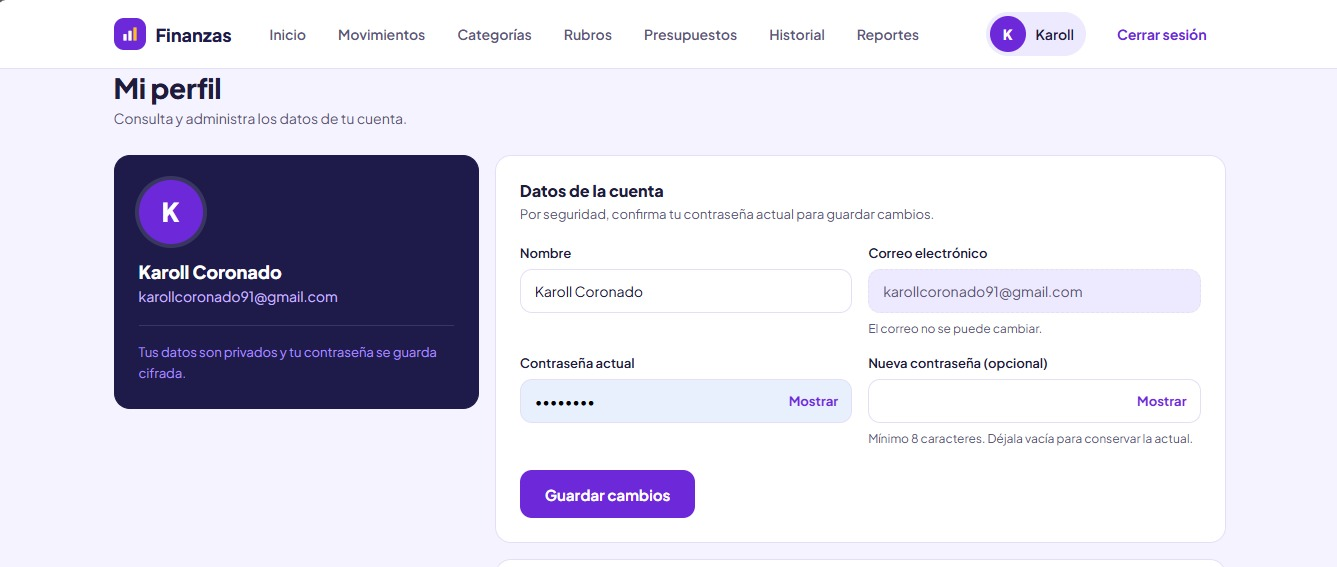 Finanzas Inicio Movimientos Categorías Rubros Presupuestos Historial Reportes K Karoll Cerrar sesión
Mi perfil
Consulta y administra los datos de tu cuenta.
K
Karoll Coronado
karollcoronado91@gmail.com
Tus datos son privados y tu contraseña se guarda
cifrada.
Datos de la cuenta
Por seguridad, confirma tu contraseña actual para guardar cambios.
Nombre
Karoll Coronado
Correo electrónico
karollcoronado91@gmail.com
El correo no se puede cambiar.
Contraseña actual
•••••••• Mostrar
Nueva contraseña (opcional)
Mostrar
Mínimo 8 caracteres. Déjala vacía para conservar la actual.
Guardar cambios